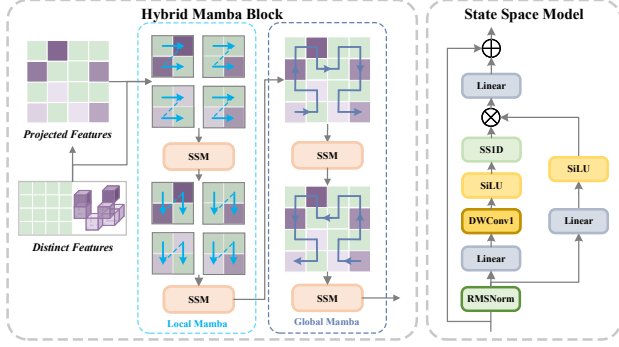 Hybrid Mamba Block
Projected Features
Distinct Features
SSM
SSM
Local Mamba
SSM
SSM
Global Mamba
State Space Model
Linear
SS1D
SiLU
SiLU
DWConv1
Linear
Linear
RMSNorm